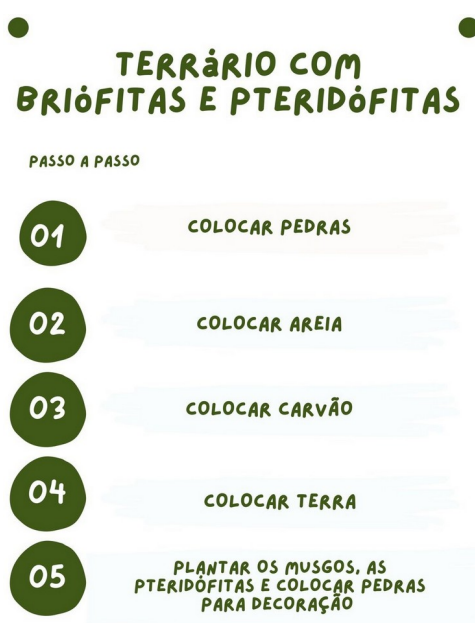 TERRÁRIO COM
BRIÓFITAS E PTERIDÓFITAS
PASSO A PASSO
01
COLOCAR PEDRAS
02
COLOCAR AREIA
03
COLOCAR CARVÃO
04
COLOCAR TERRA
05
PLANTAR OS MUSGOS, AS
PTERIDÓFITAS E COLOCAR PEDRAS
PARA DECORAÇÃO